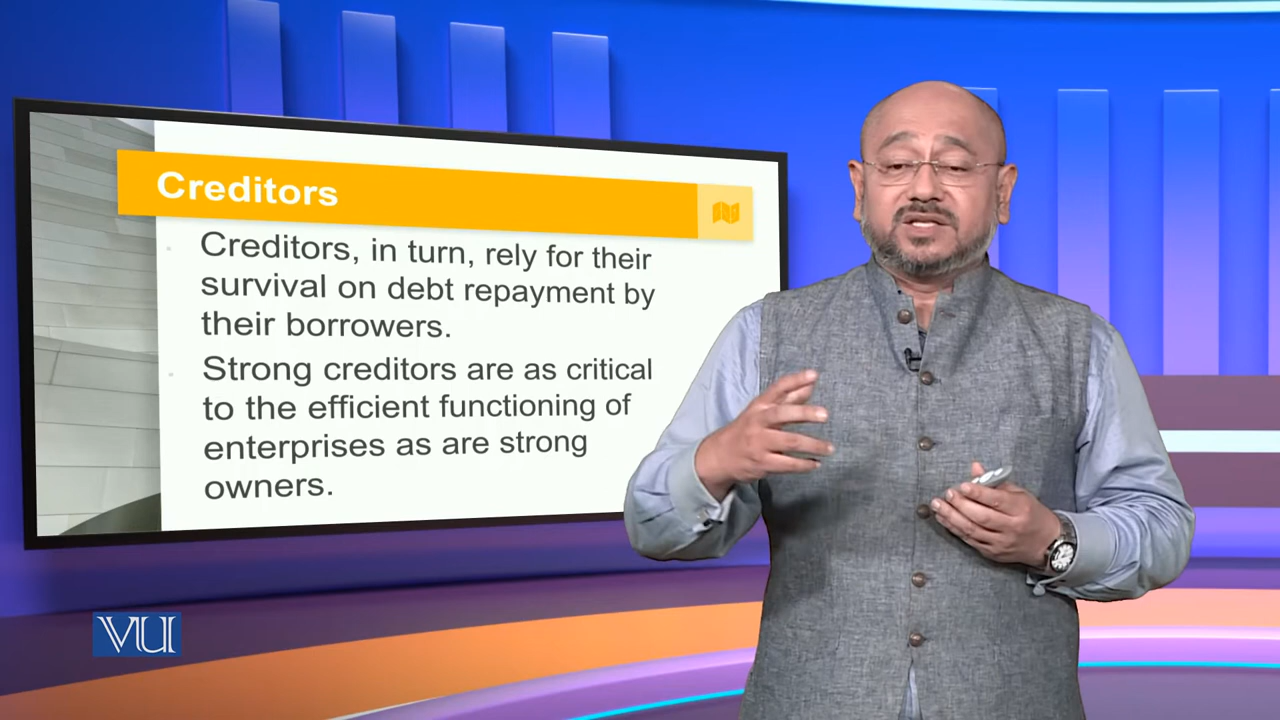 Creditors
Creditors, in turn, rely for their
survival on debt repayment by
their borrowers.
Strong creditors are as critical
to the efficient functioning of
enterprises as are strong
owners.
VU